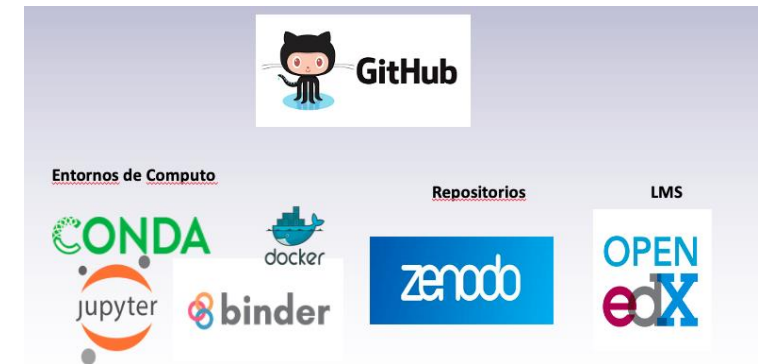 GitHub
Entornos de Computo
Repositorios
LMS
CONDA
docker
jupyter
binder
zenodo
OPEN
edX